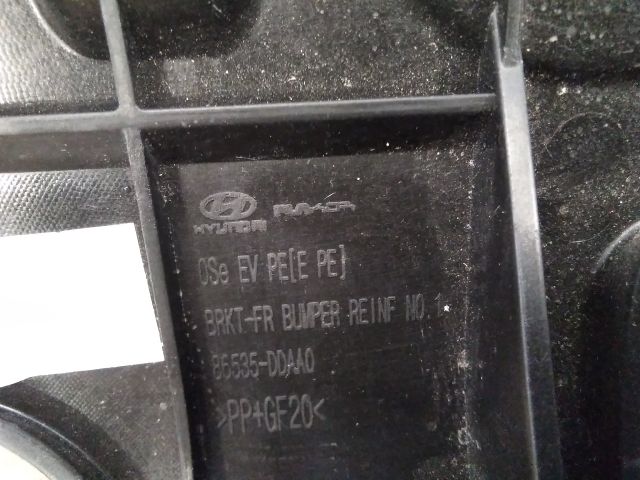 HYUNDAI
OSe EV PE[E PE]
BRKT-FR BUMPER REINF NO.1
86535-DDAA0
>PP+GF20<